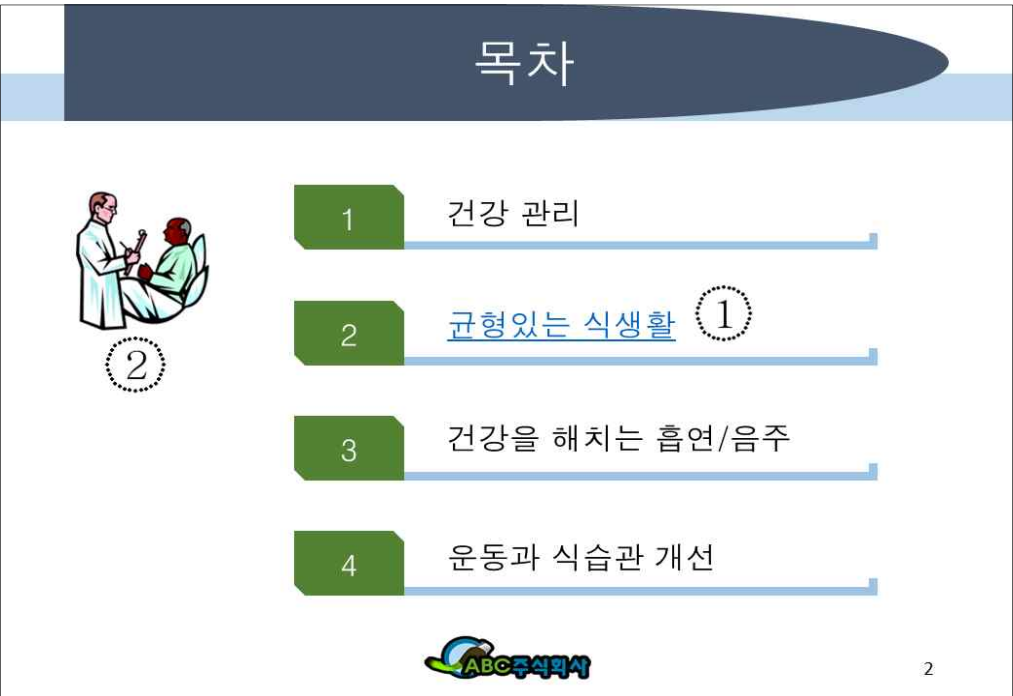 목차
1 건강 관리
2 균형있는 식생활 ①
②
3 건강을 해치는 흡연/음주
4 운동과 식습관 개선
ABC주식회사
2